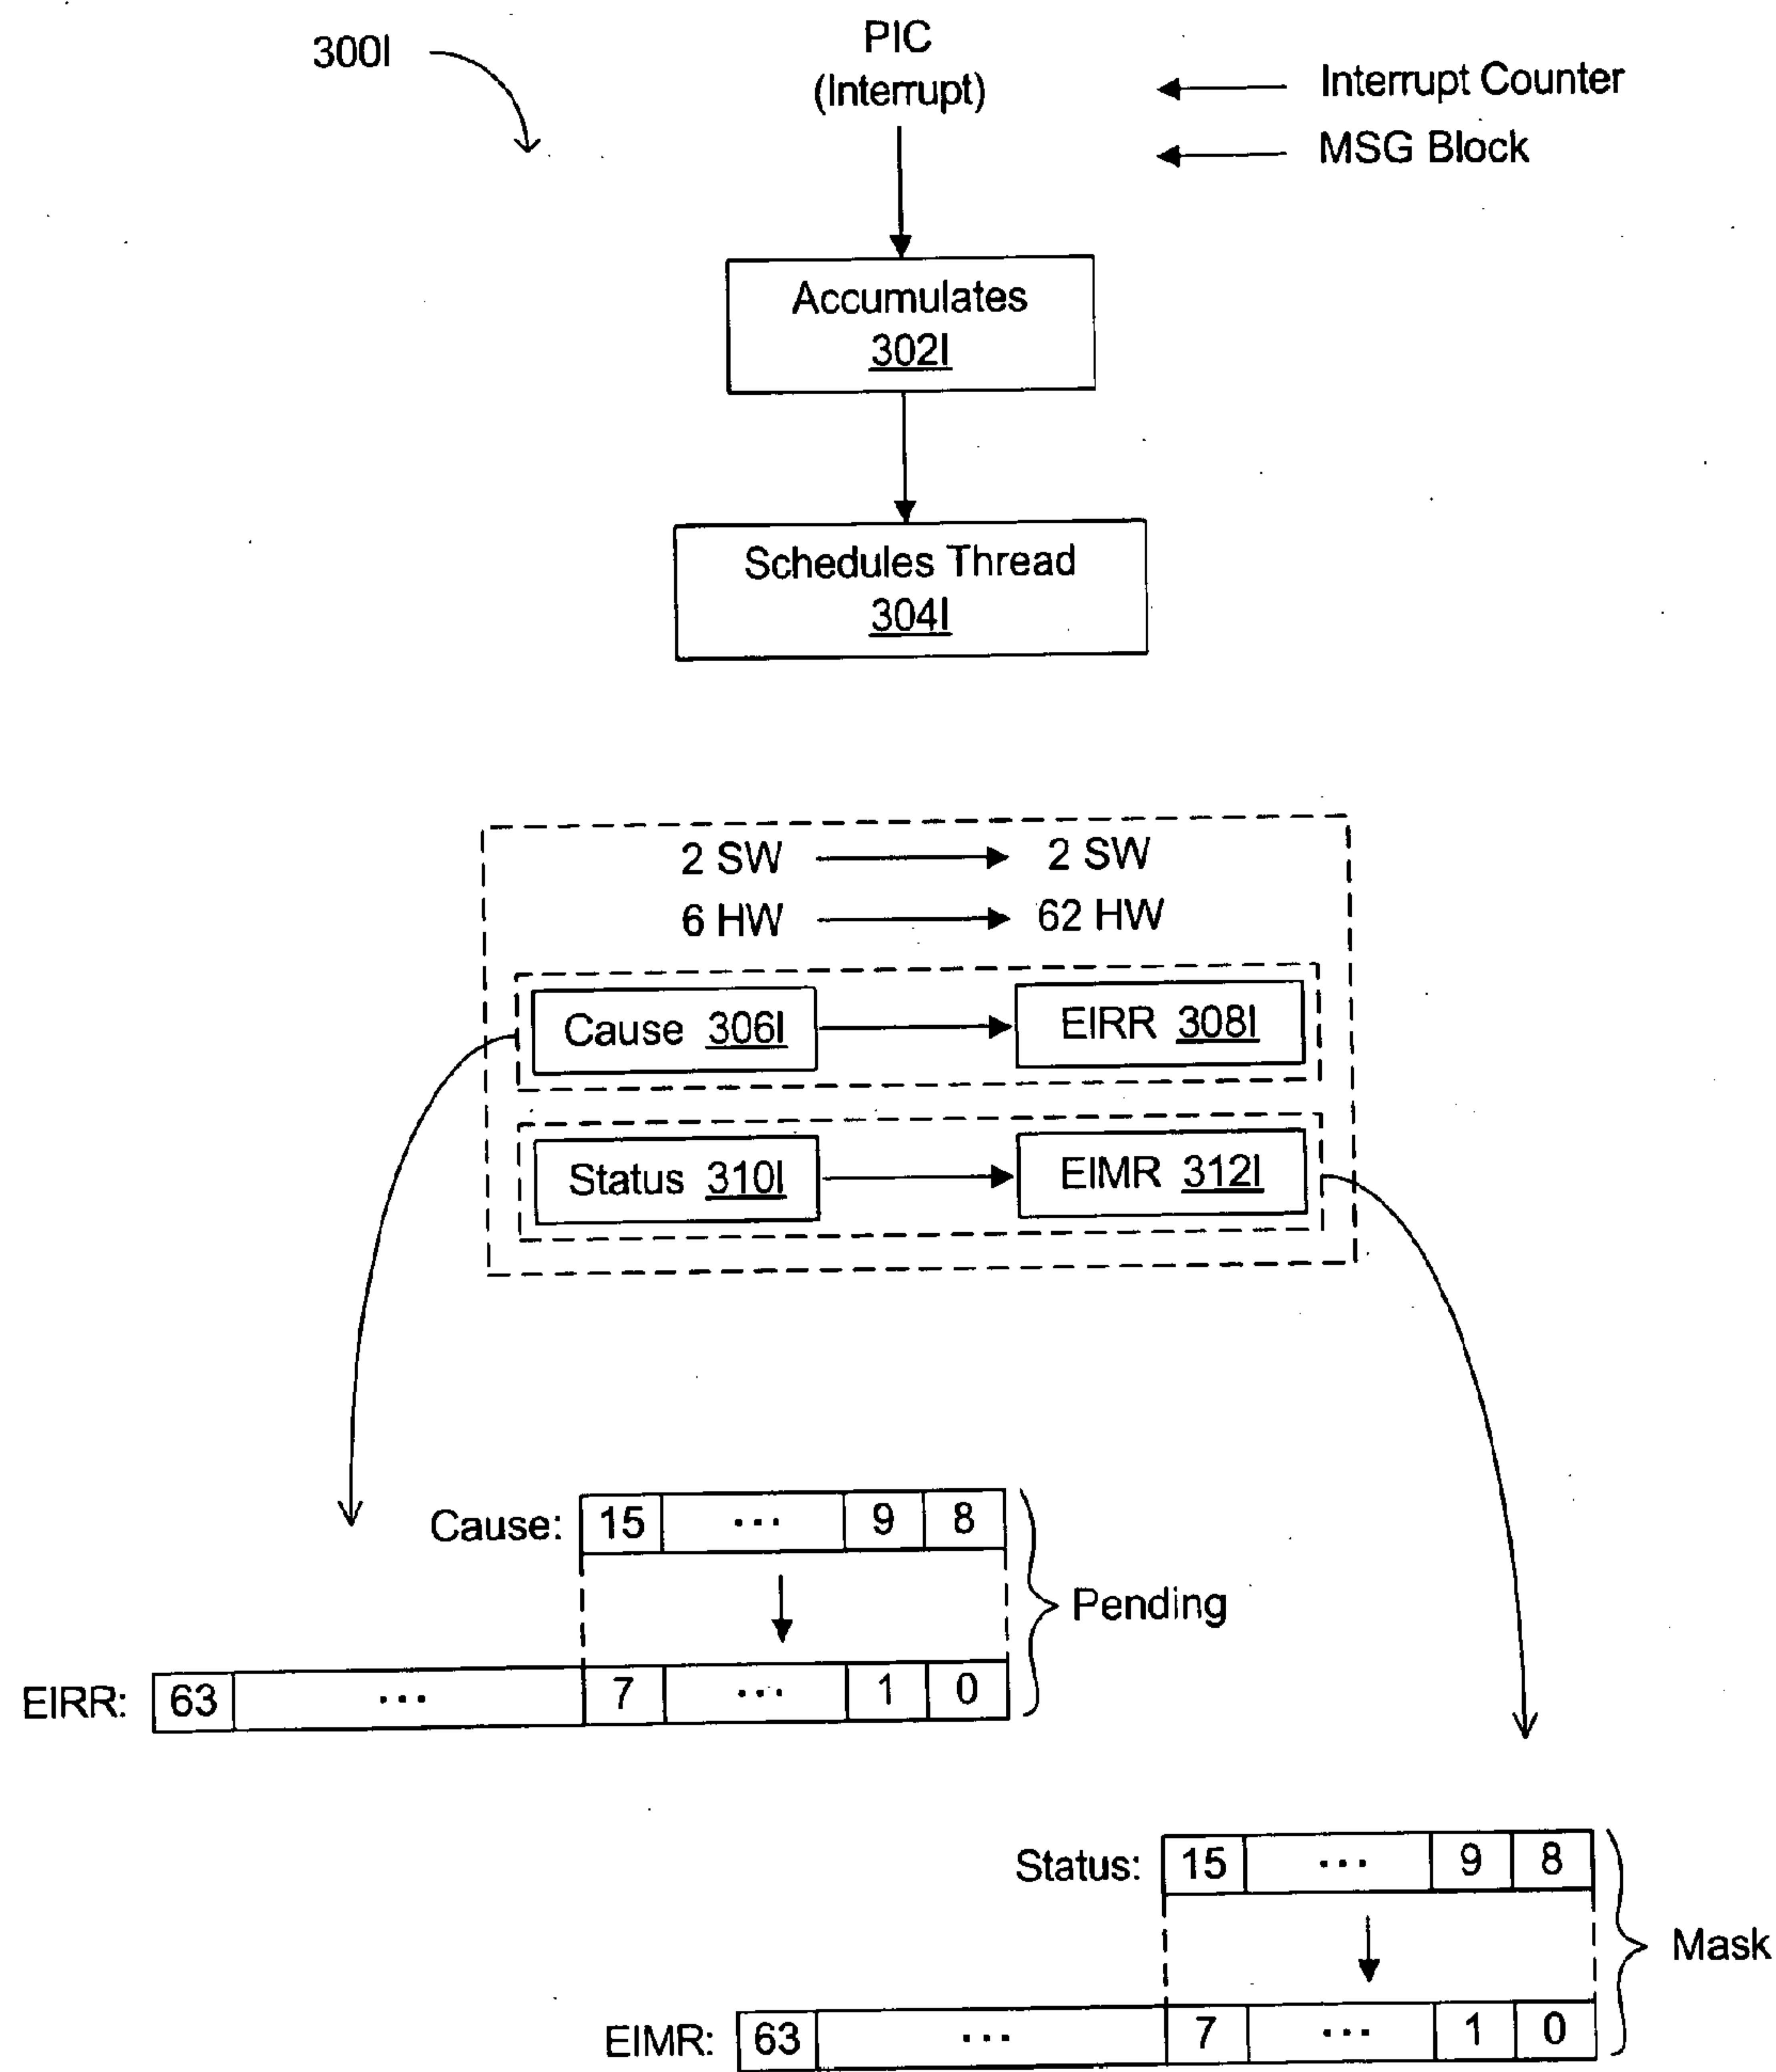 300I
PIC
(Interrupt)
Interrupt Counter
MSG Block
Accumulates
302I
Schedules Thread
304I
2 SW 2 SW
6 HW 62 HW
Cause 306I EIRR 308I
Status 310I EIMR 312I
Cause: 15 ... 9 8
Pending
EIRR: 63 ... 7 ... 1 0
Status: 15 ... 9 8
Mask
EIMR: 63 ... 7 ... 1 0